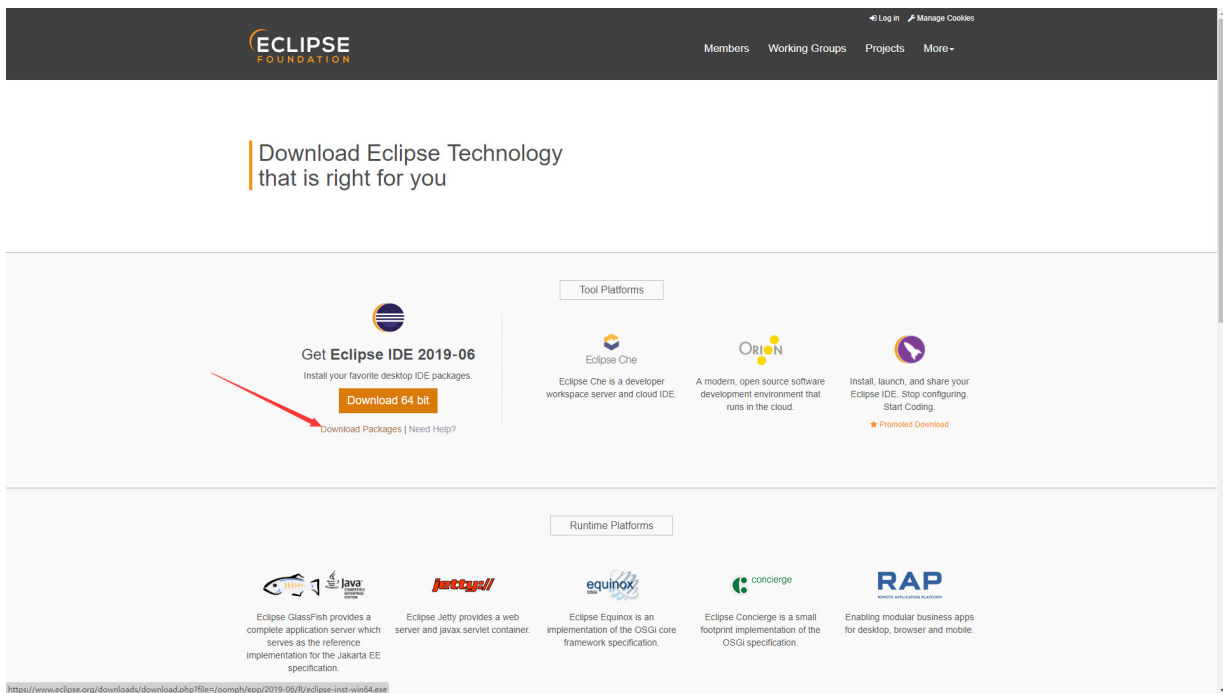 Log in Manage Cookies
ECLIPSE
FOUNDATION
Members Working Groups Projects More
Download Eclipse Technology
that is right for you
Tool Platforms
Get Eclipse IDE 2019-06
Install your favorite desktop IDE packages.
Download 64 bit
Download Packages | Need Help?
Eclipse Che
Eclipse Che is a developer
workspace server and cloud IDE.
ORION
A modern, open source software
development environment that
runs in the cloud.
Install, launch, and share your
Eclipse IDE. Stop configuring.
Start Coding.
Promoted Download
Runtime Platforms
Java
COMPATIBLE
ENTERPRISE
EDITION
Eclipse GlassFish provides a
complete application server which
serves as the reference
implementation for the Jakarta EE
specification.
jetty://
Eclipse Jetty provides a web
server and javax.servlet container.
equinox
OSGi
Eclipse Equinox is an
implementation of the OSGi core
framework specification.
concierge
Eclipse Concierge is a small
footprint implementation of the
OSGi specification.
RAP
REMOTE APPLICATION PLATFORM
Enabling modular business apps
for desktop, browser and mobile.
https://www.eclipse.org/downloads/download.php?file=/oomph/epp/2019-06/R/eclipse-inst-win64.exe